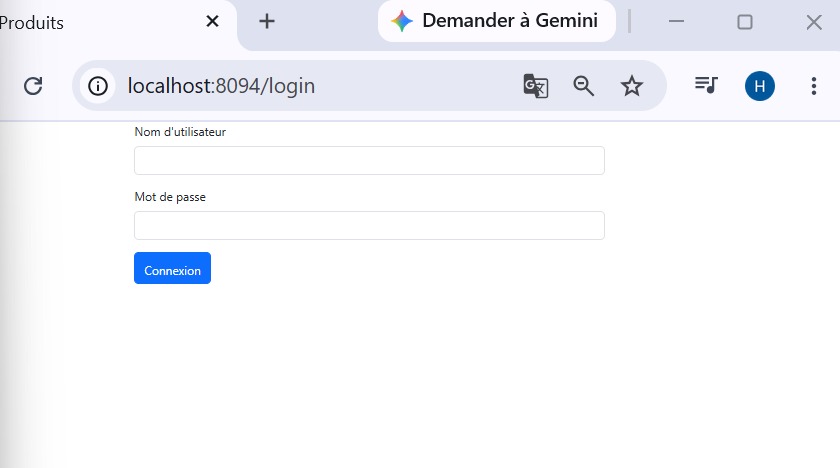 Produits
Demander à Gemini
localhost:8094/login
H
Nom d'utilisateur
Mot de passe
Connexion